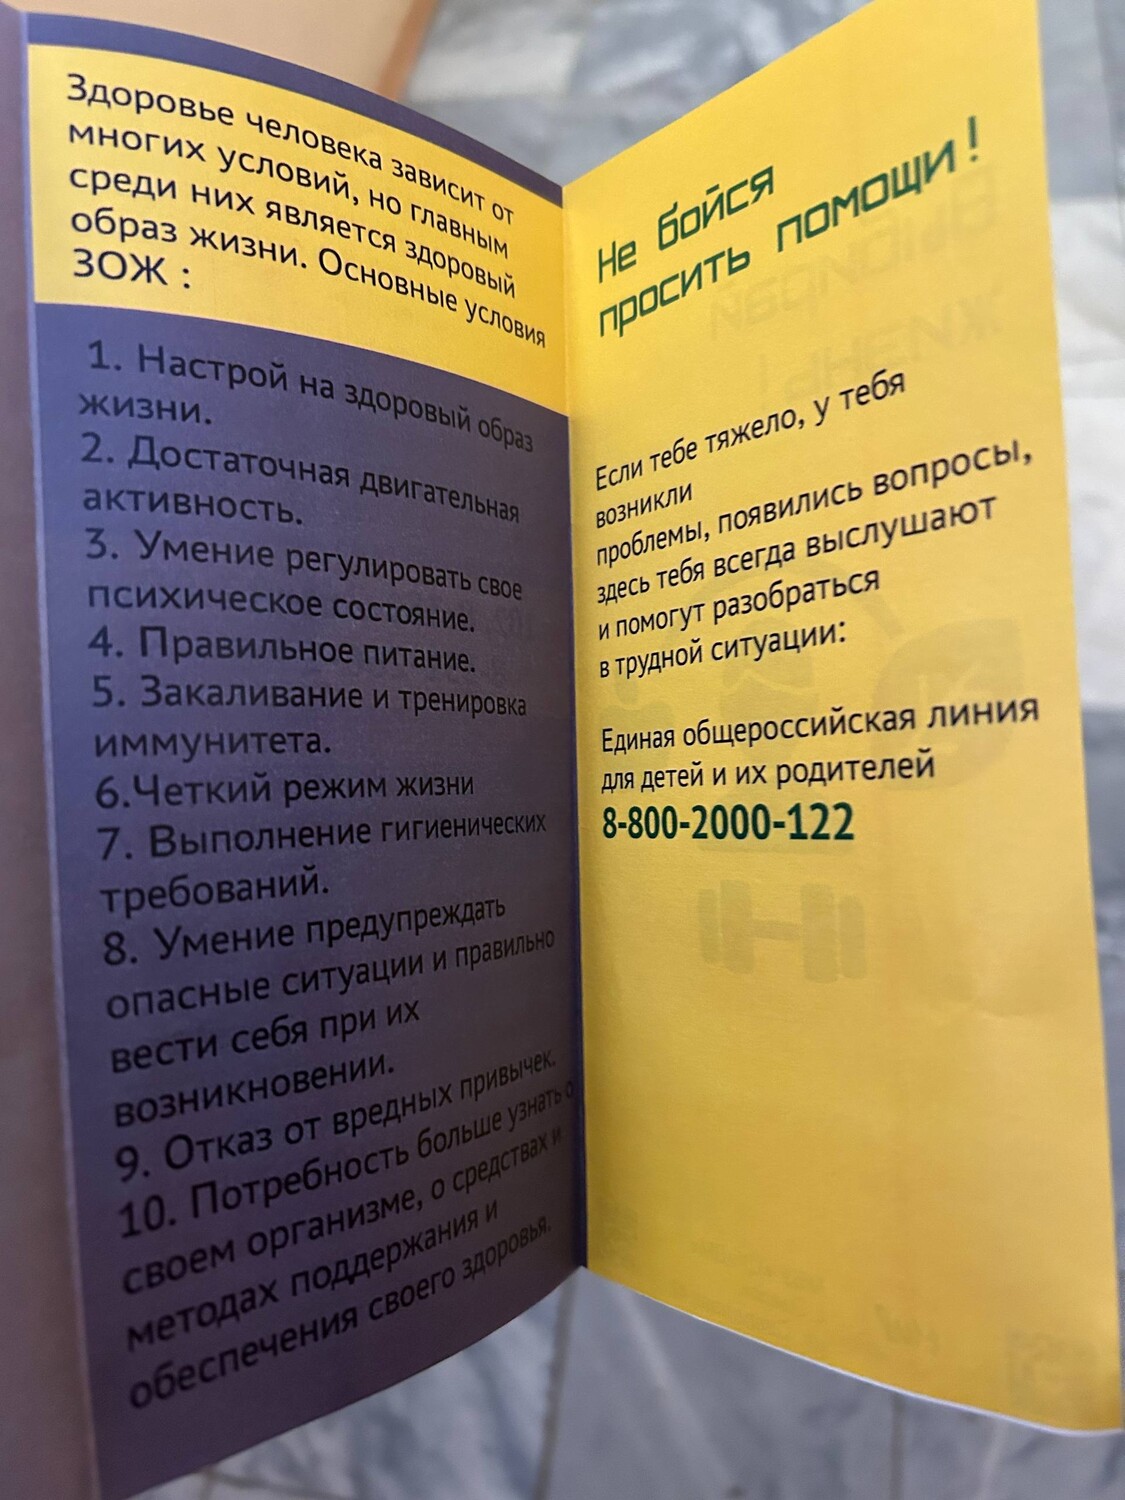 Здоровье человека зависит от
многих условий, но главным
среди них является здоровый
образ жизни. Основные условия
ЗОЖ :
1. Настрой на здоровый образ
жизни.
2. Достаточная двигательная
активность.
3. Умение регулировать свое
психическое состояние.
4. Правильное питание.
5. Закаливание и тренировка
иммунитета.
6.Четкий режим жизни
7. Выполнение гигиенических
требований.
8. Умение предупреждать
опасные ситуации и правильно
вести себя при их
возникновении.
9. Отказ от вредных привычек.
10. Потребность больше узнать о
своем организме, о средствах и
методах поддержания и
обеспечения своего здоровья.
Не бойся
просить помощи!
Если тебе тяжело, у тебя
возникли
проблемы, появились вопросы,
здесь тебя всегда выслушают
и помогут разобраться
в трудной ситуации:
Единая общероссийская линия
для детей и их родителей
8-800-2000-122